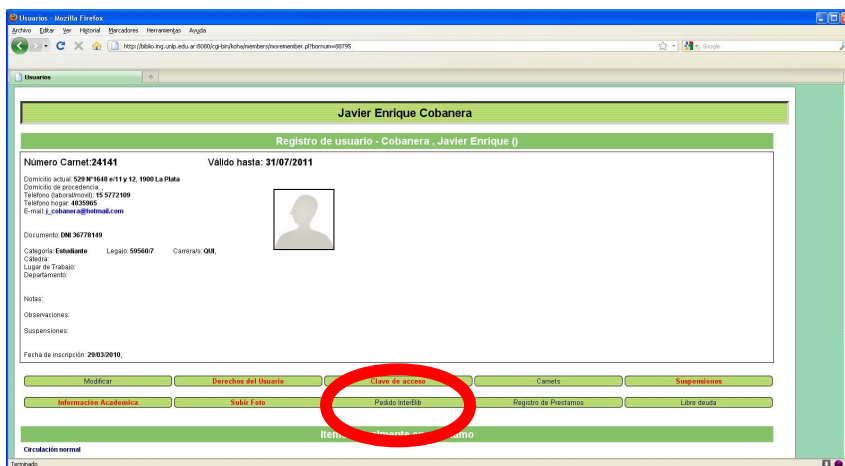 Usuarios - Mozilla Firefox
Archivo Editar Ver Historial Marcadores Herramientas Ayuda
http://biblio.ing.unlp.edu.ar:8080/cgi-bin/koha/members/moremember.pl?bornum=88795
Google
Usuarios
Javier Enrique Cobanera
Registro de usuario - Cobanera , Javier Enrique ()
Número Carnet:24141 Válido hasta: 31/07/2011
Domicilio actual: 529 Nº1648 e/11 y 12, 1900 La Plata
Domicilio de procedencia: ,
Telefono (laboral/movil): 15 5772109
Telefono hogar: 4835965
E-mail: j_cobanera@hotmail.com
Documento: DNI 36778149
Categoría: Estudiante Legajo: 59560/7 Carrera/s: QUI,
Cátedra:
Lugar de Trabajo:
Departamento:
Notas:
Observaciones:
Suspensiones:
Fecha de inscripción: 29/03/2010,
Modificar Derechos del Usuario Clave de acceso Carnets Suspensiones
Información Academica Subir Foto Pedido InterBib Registro de Prestamos Libre deuda
Items
Circulación normal
Terminado